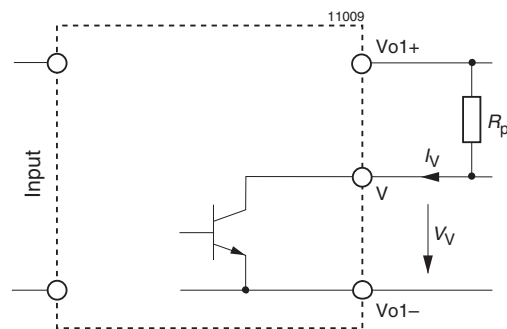 11009
Vo1+
Rp
Input
IV
V
VV
Vo1–